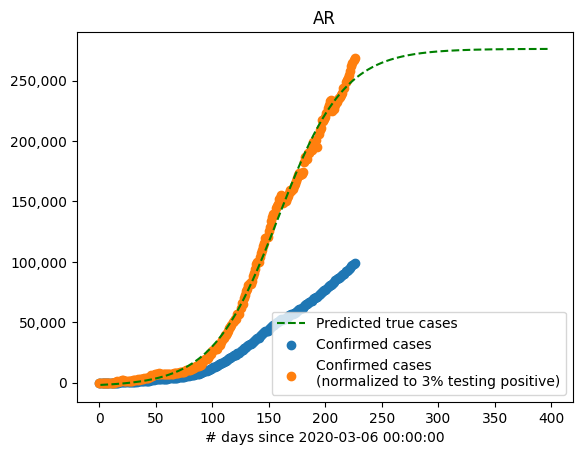 AR
250,000
200,000
150,000
100,000
50,000
0
Predicted true cases
Confirmed cases
Confirmed cases
(normalized to 3% testing positive)
0 50 100 150 200 250 300 350 400
# days since 2020-03-06 00:00:00